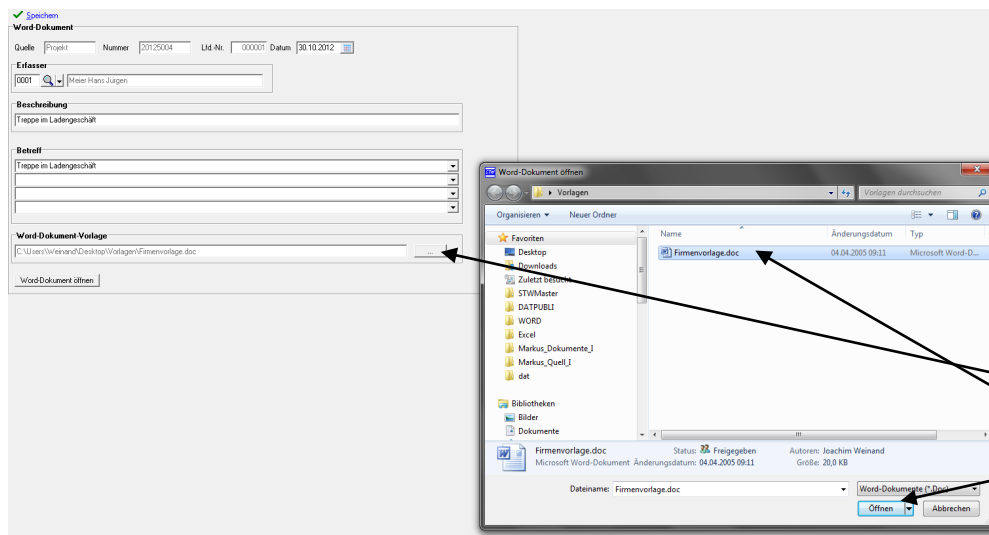 Speichern
Word-Dokument
Quelle Projekt Nummer 20125004 Lfd.-Nr. 000001 Datum 30.10.2012
Erfasser
0001 Meier Hans Jürgen
Beschreibung
Treppe im Ladengeschäft
Betreff
Treppe im Ladengeschäft
Word-Dokument-Vorlage
C:\Users\Weinand\Desktop\Vorlagen\Firmenvorlage.doc ...
Word-Dokument öffnen
Word-Dokument öffnen
Vorlagen Vorlagen durchsuchen
Organisieren Neuer Ordner
Favoriten
Desktop
Downloads
Zuletzt besucht
STWMaster
DATPUBLI
WORD
Excel
Markus_Dokumente_I
Markus_Quell_I
dat
Bibliotheken
Bilder
Dokumente
Name Änderungsdatum Typ
Firmenvorlage.doc 04.04.2005 09:11 Microsoft Word-D...
Firmenvorlage.doc Status: Freigegeben Autoren: Joachim Weinand
Microsoft Word-Dokument Änderungsdatum: 04.04.2005 09:11 Größe: 20,0 KB
Dateiname: Firmenvorlage.doc Word-Dokumente (*.Doc)
Öffnen Abbrechen